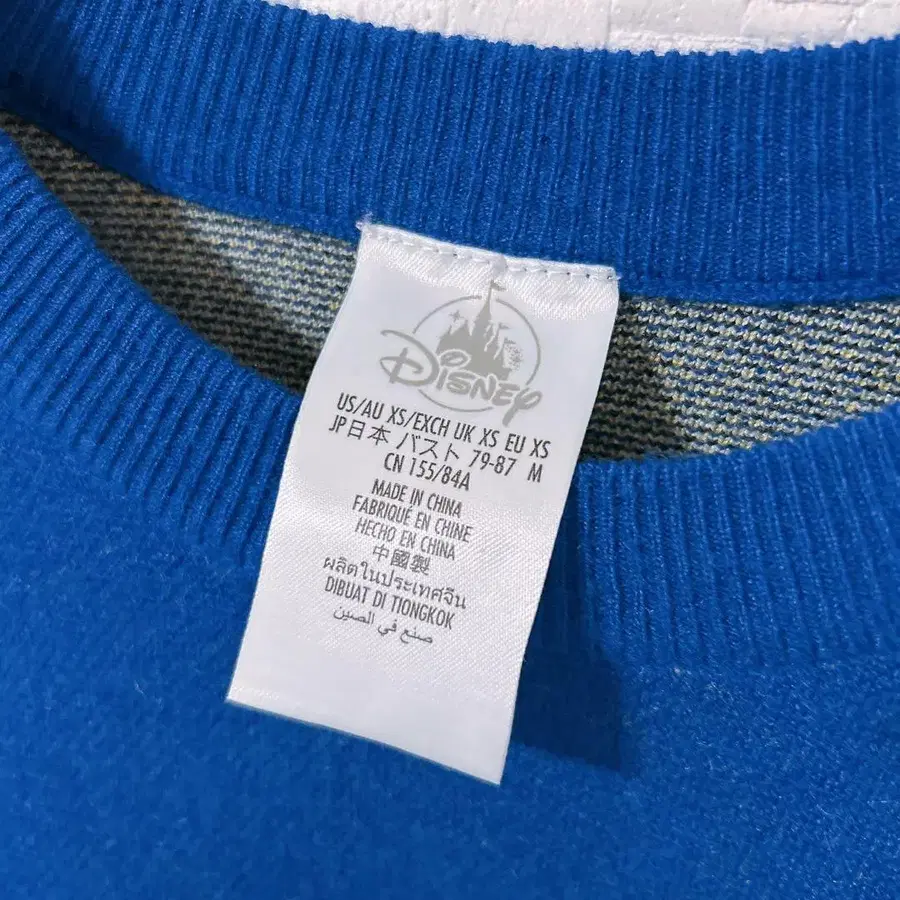 Disney
US/AU XS/EXCH UK XS EU XS
JP日本 バスト 79-87 M
CN 155/84A
MADE IN CHINA
FABRIQUÉ EN CHINE
HECHO EN CHINA
中國製
ผลิตในประเทศจีน
DIBUAT DI TIONGKOK
صنع في الصين